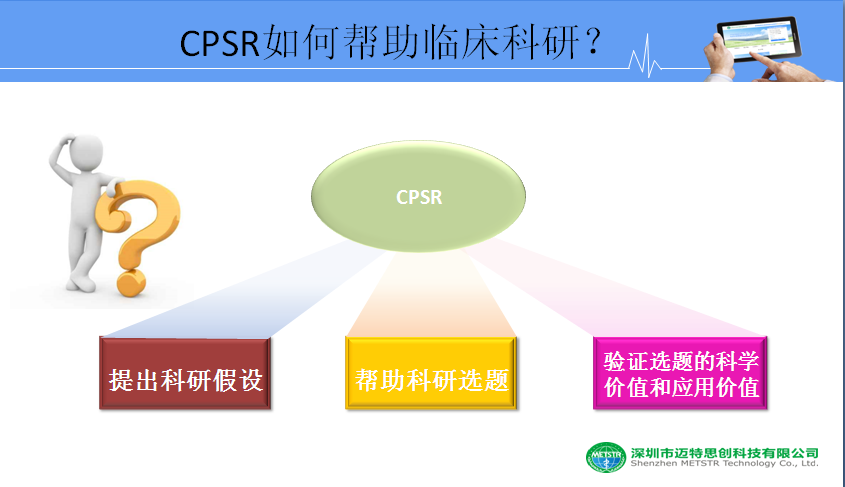 CPSR如何帮助临床科研？
CPSR
提出科研假设
帮助科研选题
验证选题的科学
价值和应用价值
METSTR
深圳市迈特思创科技有限公司
Shenzhen METSTR Technology Co., Ltd.